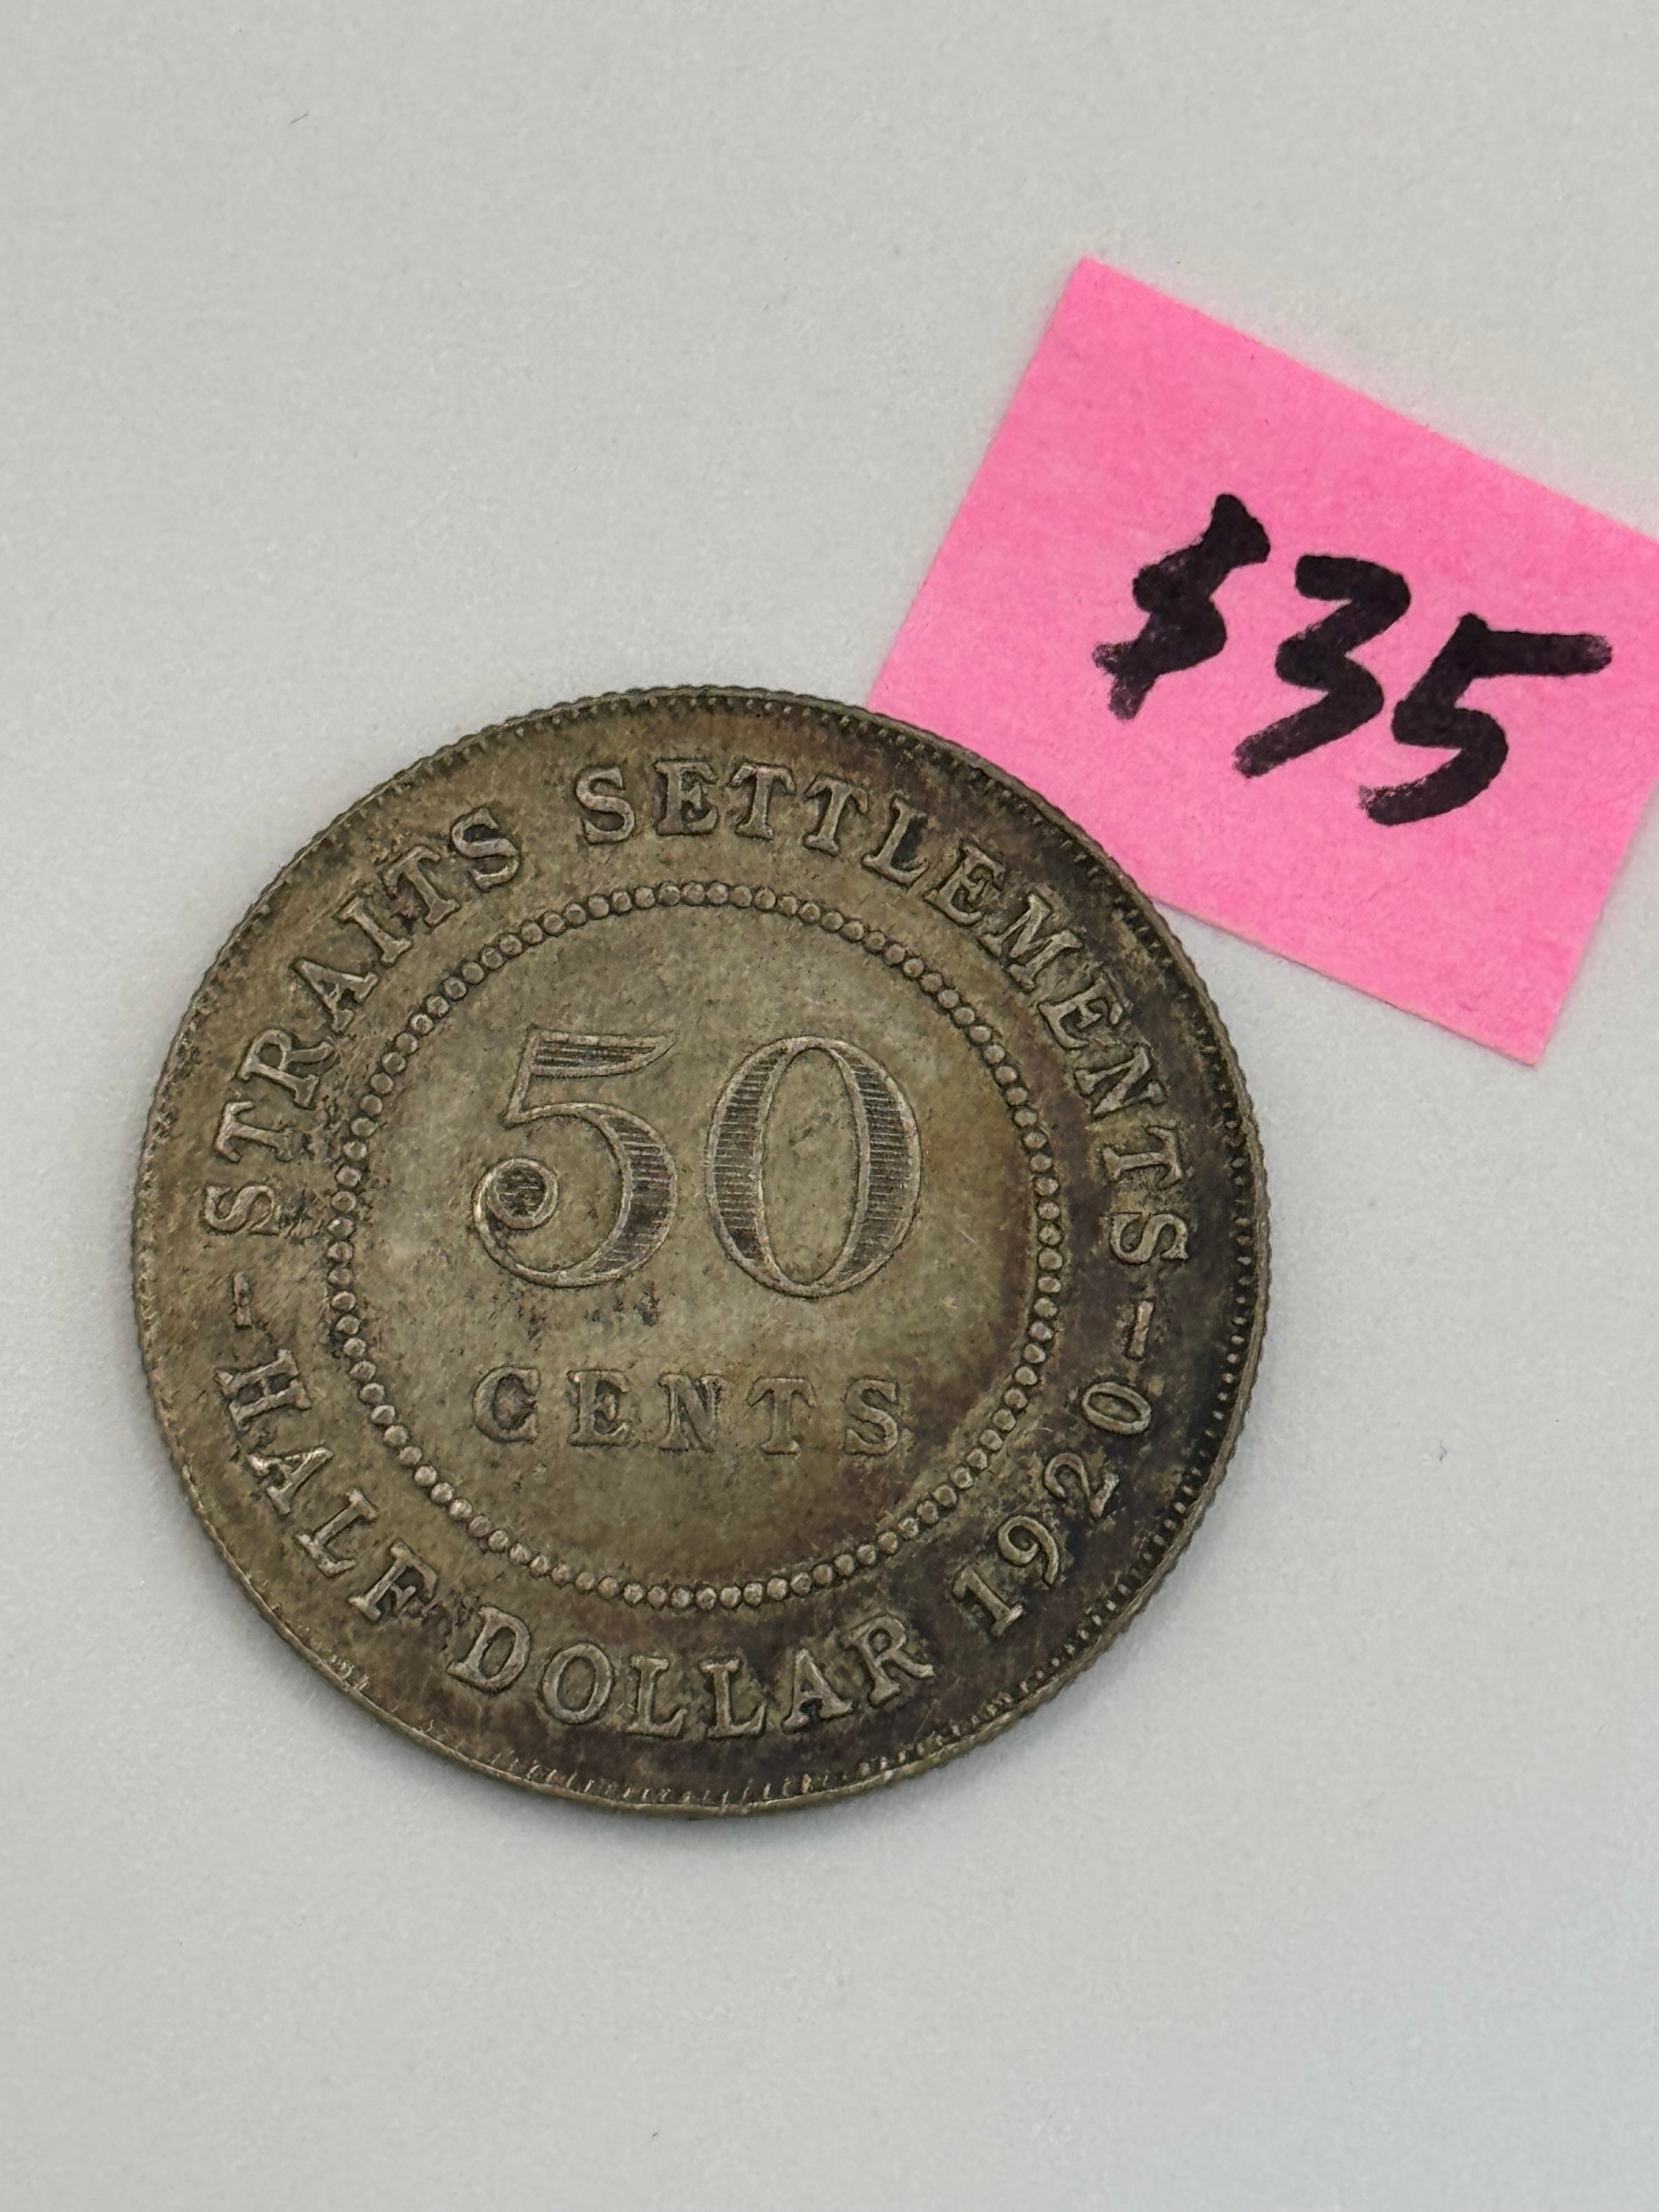 $35
STRAITS SETTLEMENTS
50
CENTS
HALF DOLLAR 1920